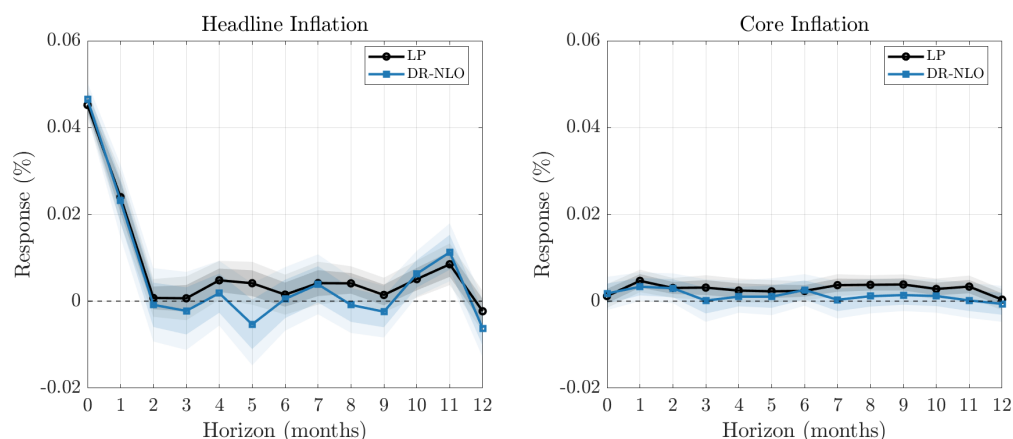 Headline Inflation
Response (%)
0.06
0.04
0.02
0
-0.02
LP
DR-NLO
0 1 2 3 4 5 6 7 8 9 10 11 12
Horizon (months)
Core Inflation
Response (%)
0.06
0.04
0.02
0
-0.02
LP
DR-NLO
0 1 2 3 4 5 6 7 8 9 10 11 12
Horizon (months)